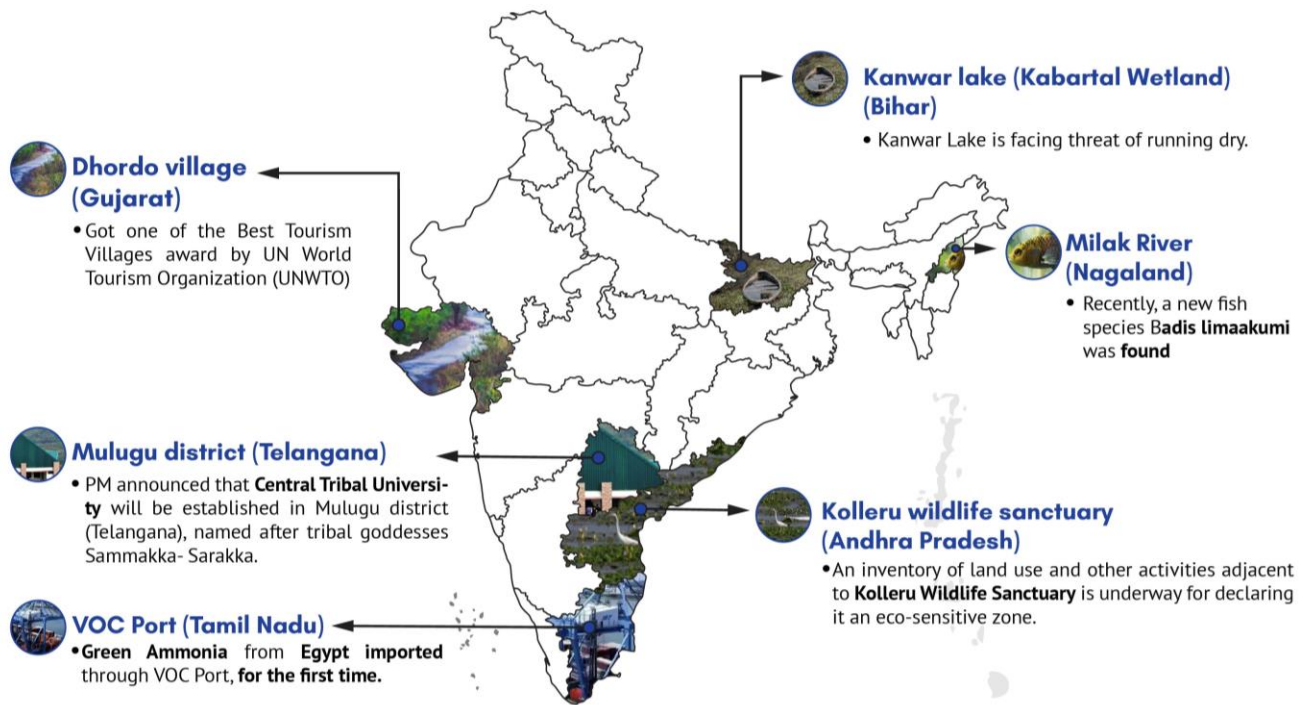 Kanwar lake (Kabartal Wetland)
(Bihar)
• Kanwar Lake is facing threat of running dry.
Dhordo village
(Gujarat)
• Got one of the Best Tourism
Villages award by UN World
Tourism Organization (UNWTO)
Milak River
(Nagaland)
• Recently, a new fish
species Badis limaakumi
was found
Mulugu district (Telangana)
• PM announced that Central Tribal Universi-
ty will be established in Mulugu district
(Telangana), named after tribal goddesses
Sammakka- Sarakka.
Kolleru wildlife sanctuary
(Andhra Pradesh)
• An inventory of land use and other activities adjacent
to Kolleru Wildlife Sanctuary is underway for declaring
it an eco-sensitive zone.
VOC Port (Tamil Nadu)
• Green Ammonia from Egypt imported
through VOC Port, for the first time.